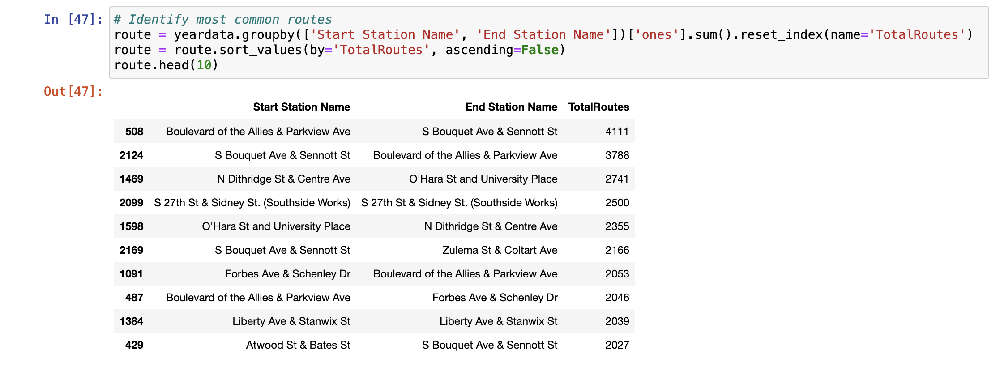 In [47]: # Identify most common routes
route = yeardata.groupby(['Start Station Name', 'End Station Name'])['ones'].sum().reset_index(name='TotalRoutes')
route = route.sort_values(by='TotalRoutes', ascending=False)
route.head(10)
Out[47]:
Start Station Name End Station Name TotalRoutes
508 Boulevard of the Allies & Parkview Ave S Bouquet Ave & Sennott St 4111
2124 S Bouquet Ave & Sennott St Boulevard of the Allies & Parkview Ave 3788
1469 N Dithridge St & Centre Ave O'Hara St and University Place 2741
2099 S 27th St & Sidney St. (Southside Works) S 27th St & Sidney St. (Southside Works) 2500
1598 O'Hara St and University Place N Dithridge St & Centre Ave 2355
2169 S Bouquet Ave & Sennott St Zulema St & Coltart Ave 2166
1091 Forbes Ave & Schenley Dr Boulevard of the Allies & Parkview Ave 2053
487 Boulevard of the Allies & Parkview Ave Forbes Ave & Schenley Dr 2046
1384 Liberty Ave & Stanwix St Liberty Ave & Stanwix St 2039
429 Atwood St & Bates St S Bouquet Ave & Sennott St 2027